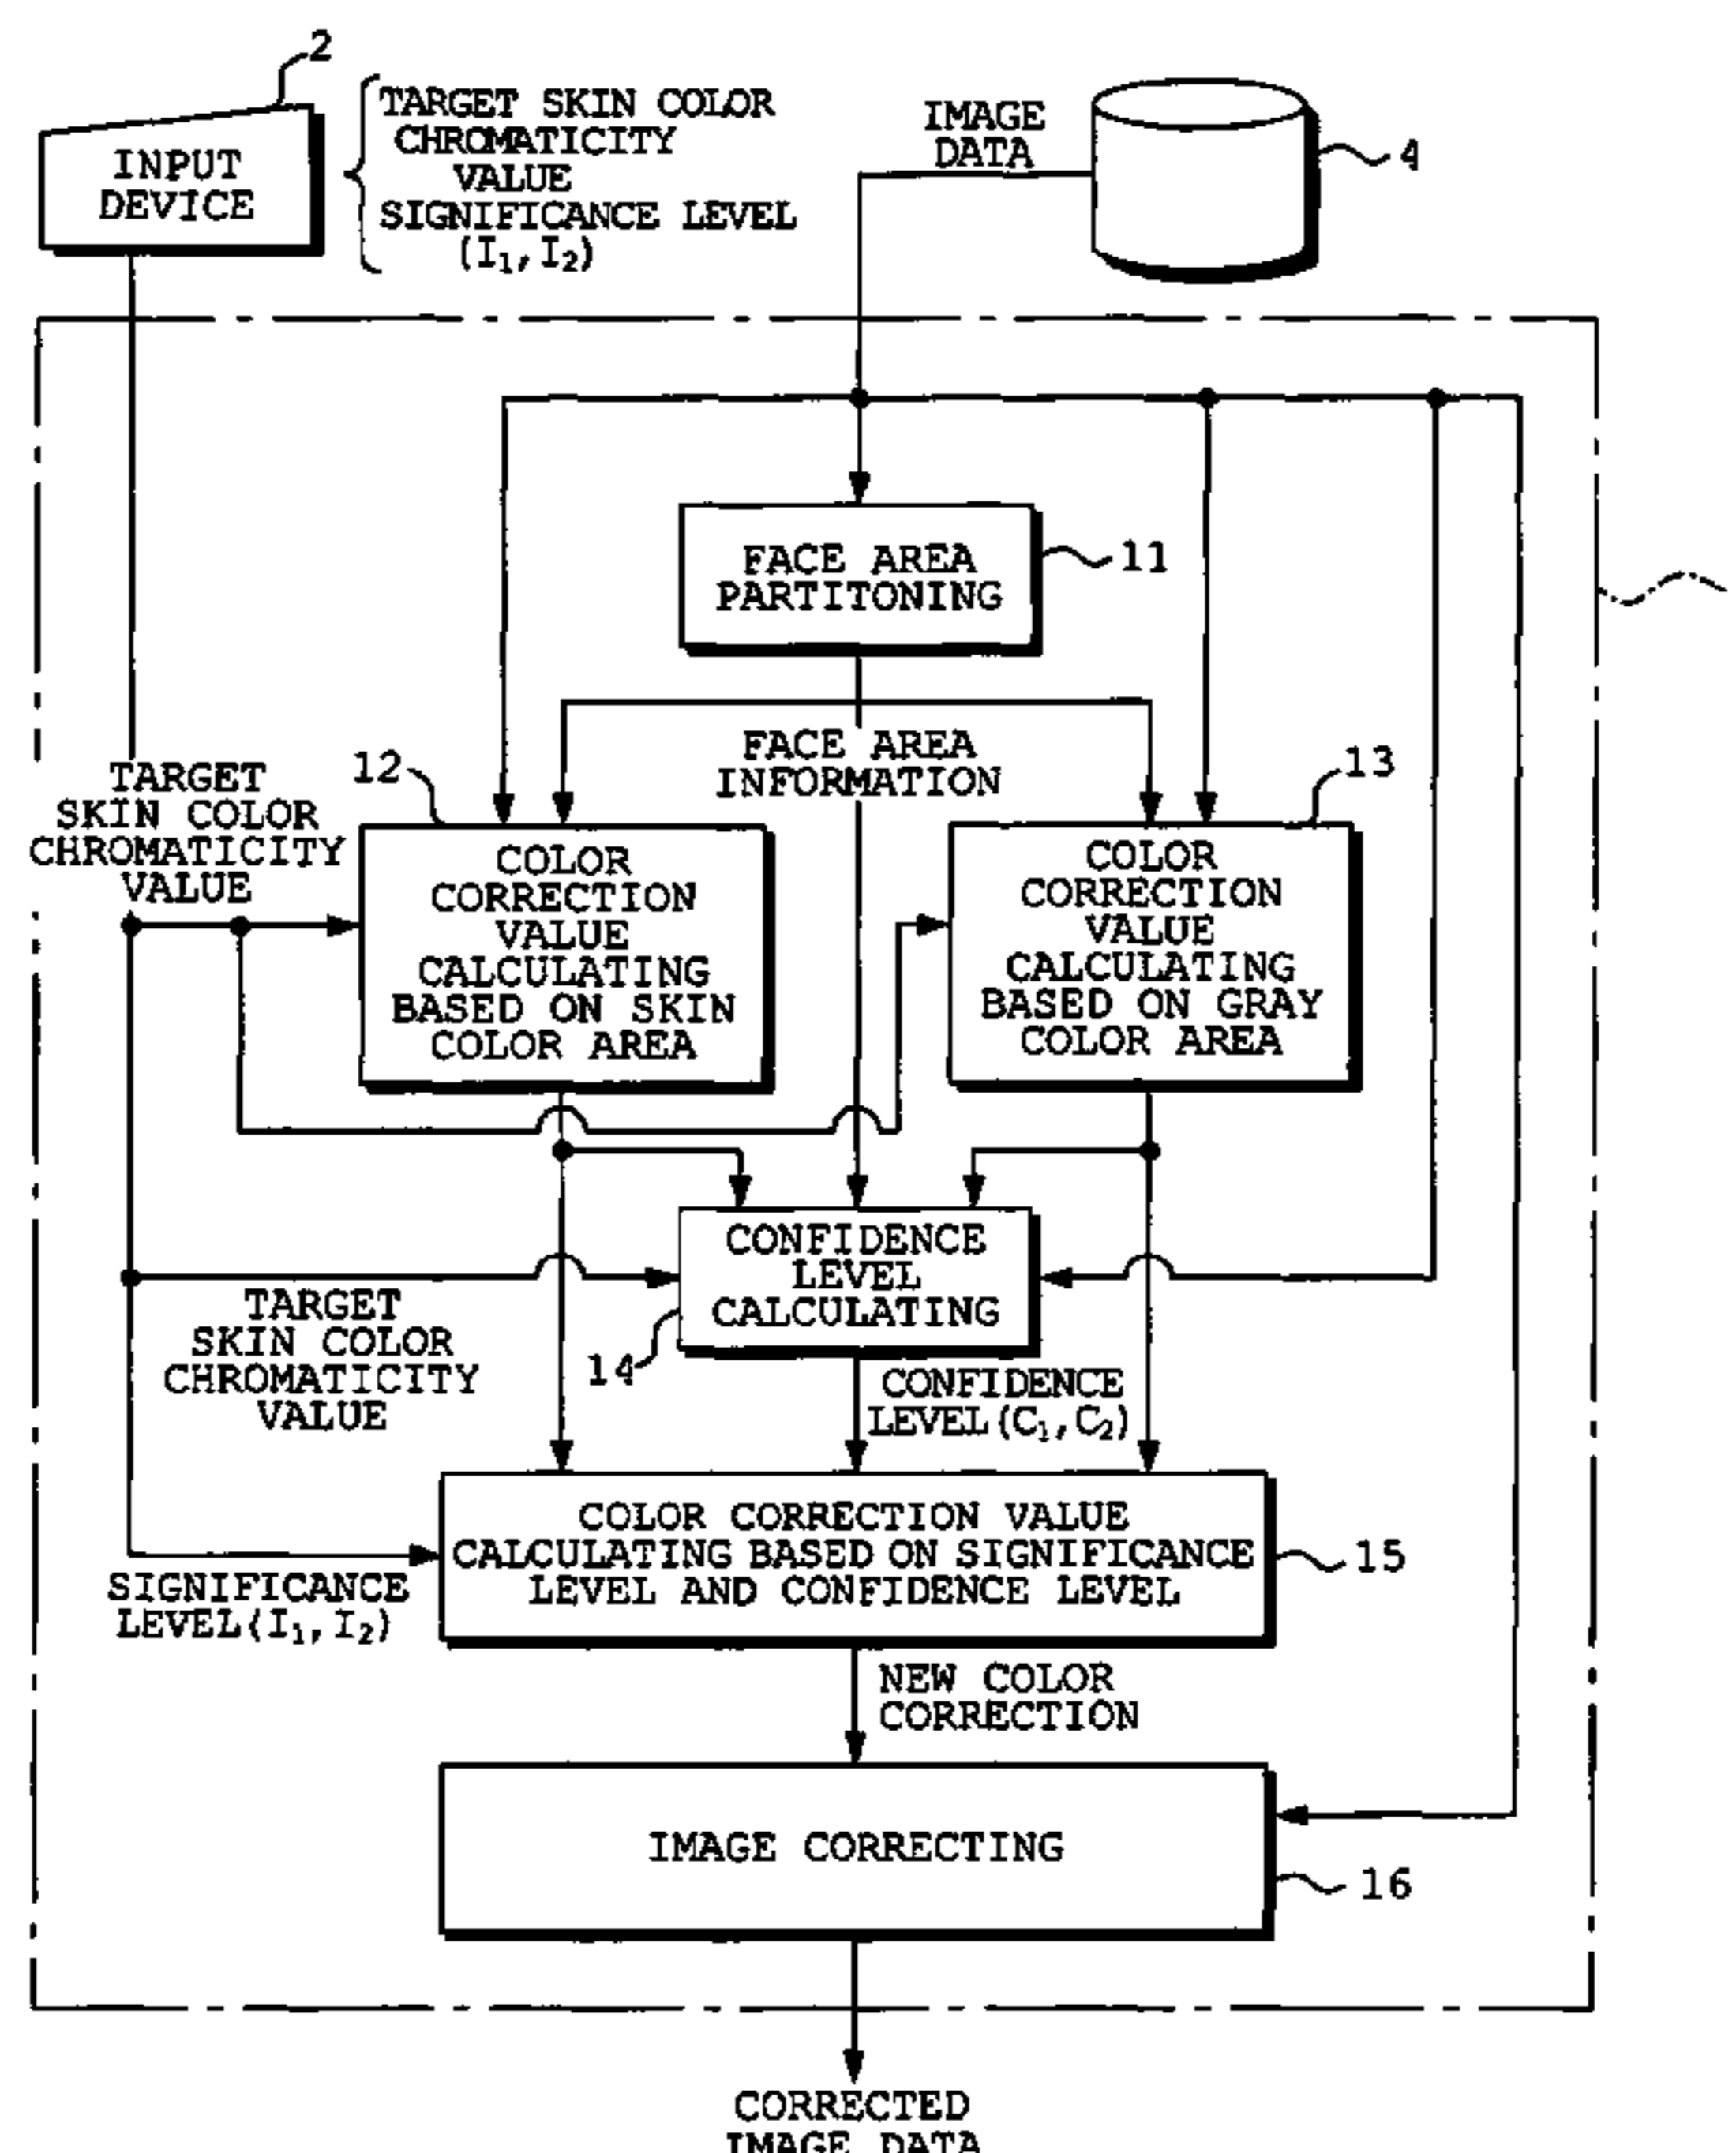 2
INPUT
DEVICE
TARGET SKIN COLOR
CHROMATICITY
VALUE
SIGNIFICANCE LEVEL
(I₁, I₂)
IMAGE
DATA
4
FACE AREA
PARTITONING
11
FACE AREA
INFORMATION
12
13
TARGET
SKIN COLOR
CHROMATICITY
VALUE
COLOR
CORRECTION
VALUE
CALCULATING
BASED ON SKIN
COLOR AREA
COLOR
CORRECTION
VALUE
CALCULATING
BASED ON GRAY
COLOR AREA
CONFIDENCE
LEVEL
CALCULATING
14
TARGET
SKIN COLOR
CHROMATICITY
VALUE
CONFIDENCE
LEVEL(C₁, C₂)
COLOR CORRECTION VALUE
CALCULATING BASED ON SIGNIFICANCE
LEVEL AND CONFIDENCE LEVEL
15
SIGNIFICANCE
LEVEL(I₁, I₂)
NEW COLOR
CORRECTION
IMAGE CORRECTING
16
CORRECTED
IMAGE DATA